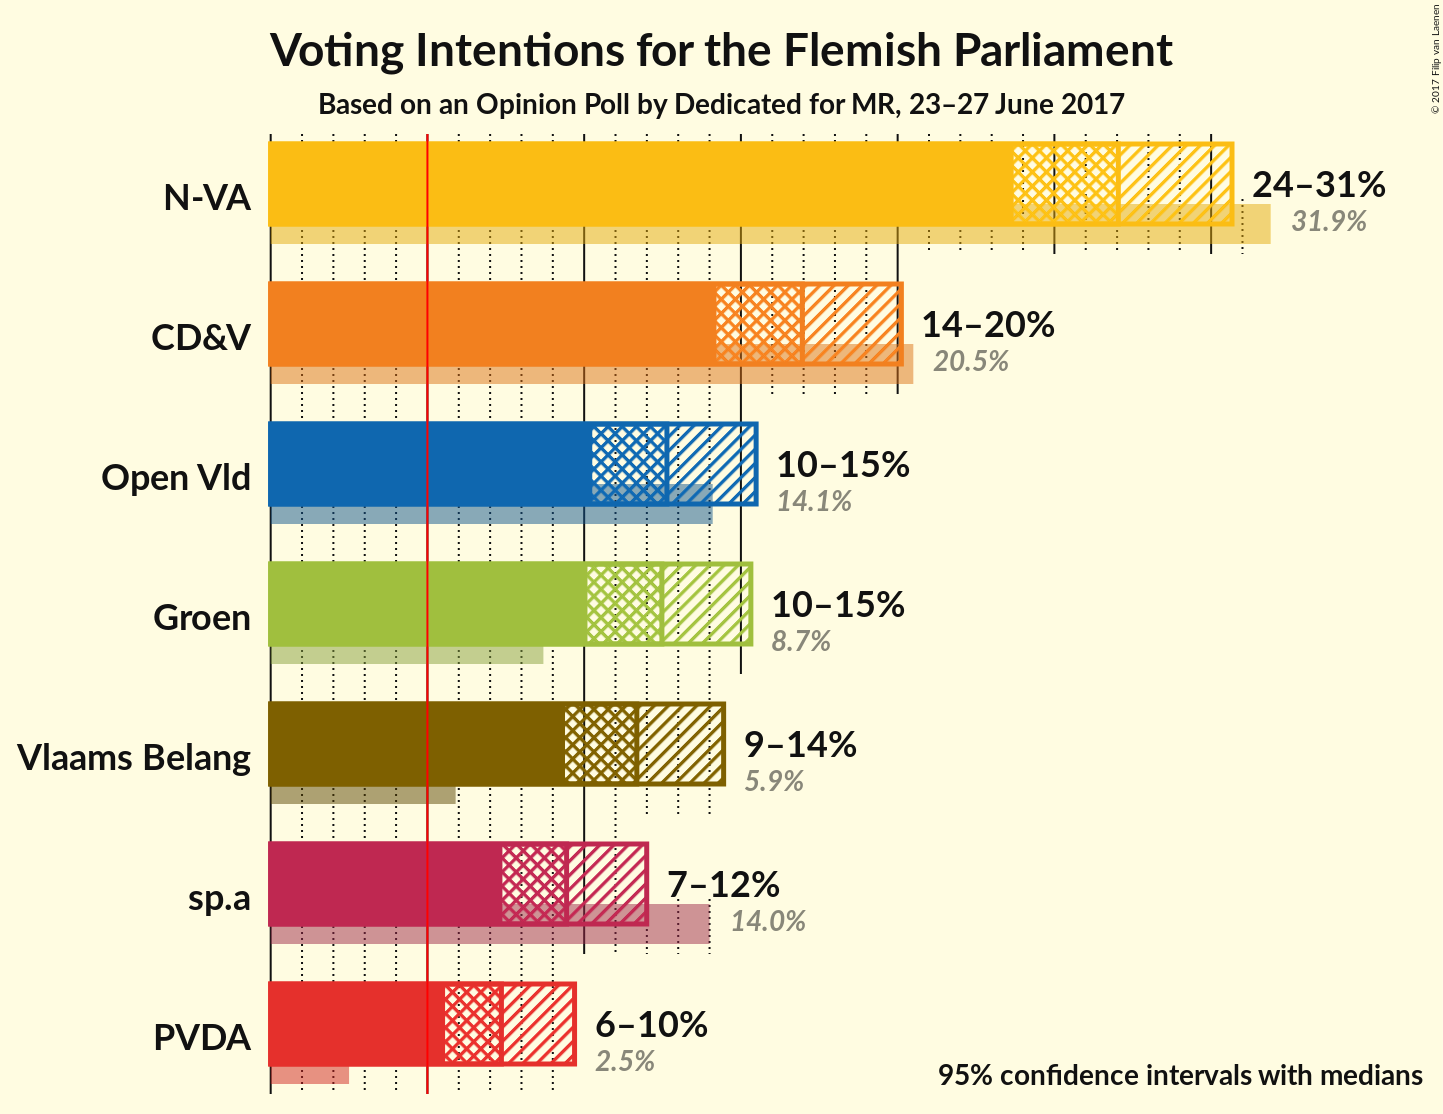 Voting Intentions for the Flemish Parliament
Based on an Opinion Poll by Dedicated for MR, 23–27 June 2017
© 2017 Filip van Laenen
N-VA
24–31%
31.9%
CD&V
14–20%
20.5%
Open Vld
10–15%
14.1%
Groen
10–15%
8.7%
Vlaams Belang
9–14%
5.9%
sp.a
7–12%
14.0%
PVDA
6–10%
2.5%
95% confidence intervals with medians